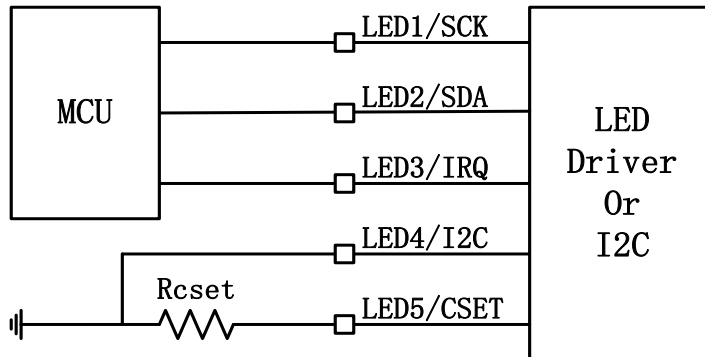 LED1/SCK
MCU
LED2/SDA
LED3/IRQ
LED4/I2C
Rcset
LED5/CSET
LED
Driver
Or
I2C